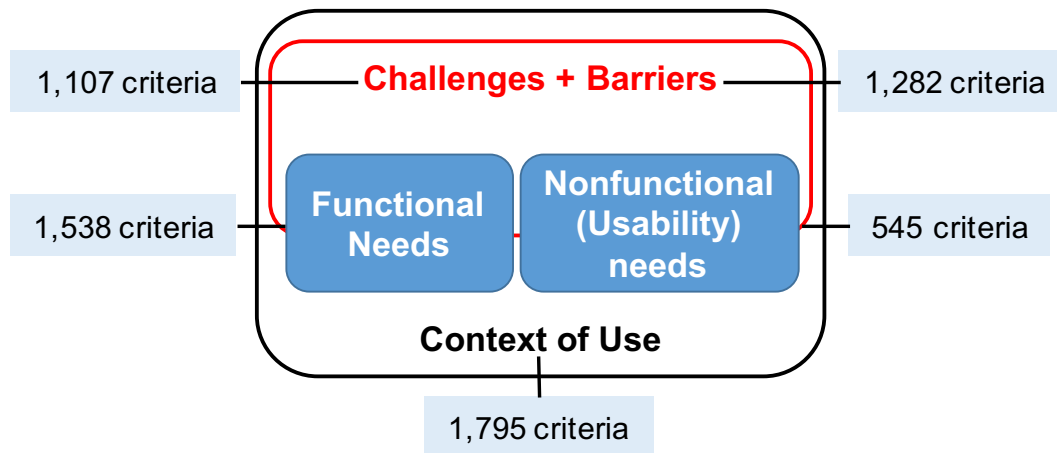 1,107 criteria
Challenges + Barriers
1,282 criteria
1,538 criteria
Functional
Needs
Nonfunctional
(Usability)
needs
545 criteria
Context of Use
1,795 criteria